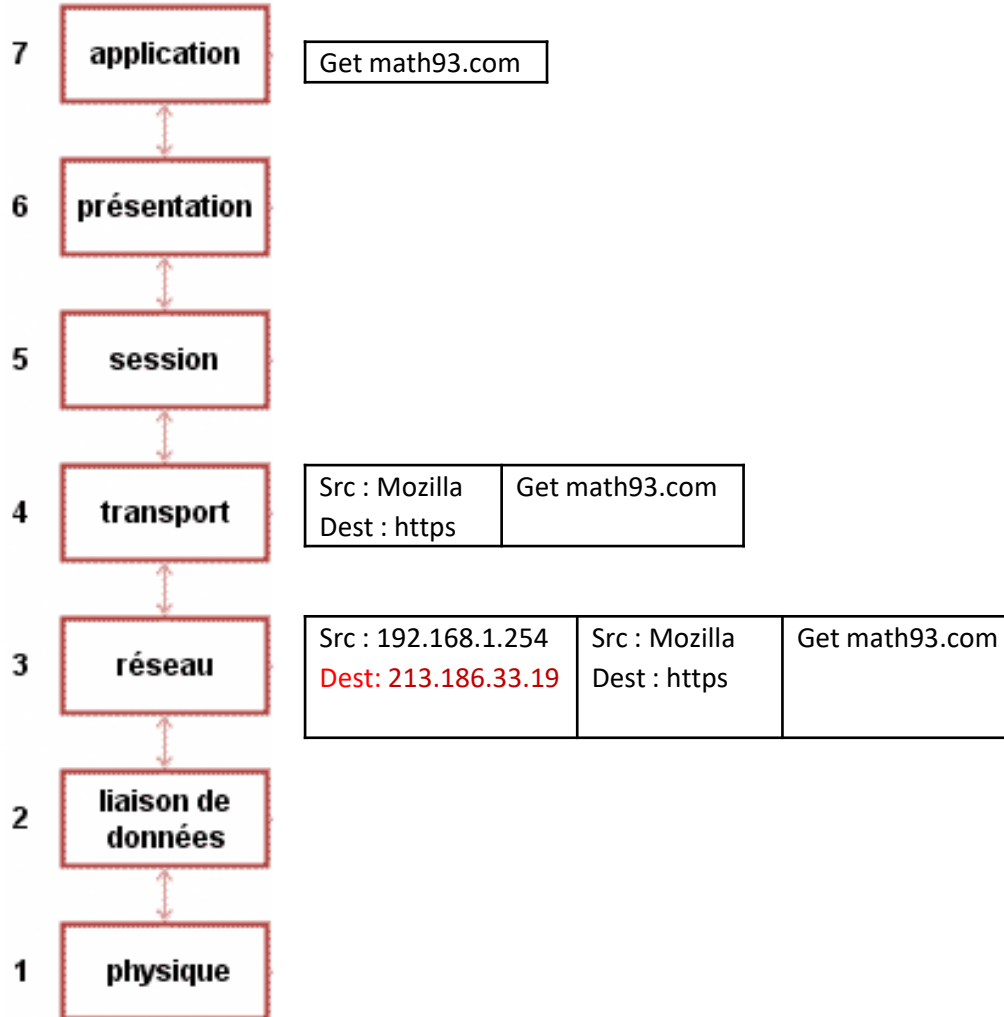 7
application
Get math93.com
6
présentation
5
session
4
transport
Src : Mozilla
Dest : https
Get math93.com
3
réseau
Src : 192.168.1.254
Dest: 213.186.33.19
Src : Mozilla
Dest : https
Get math93.com
2
liaison de
données
1
physique